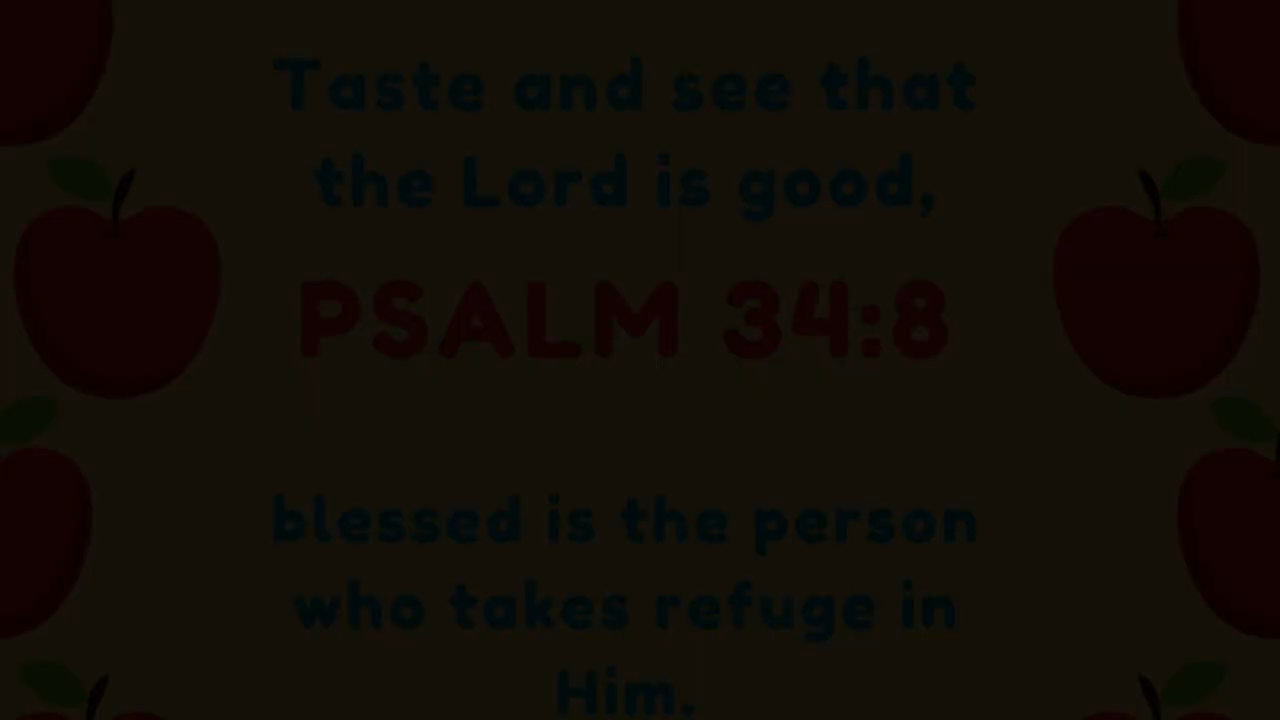 Taste and see that
the Lord is good,
PSALM 34:8
blessed is the person
who takes refuge in
Him.